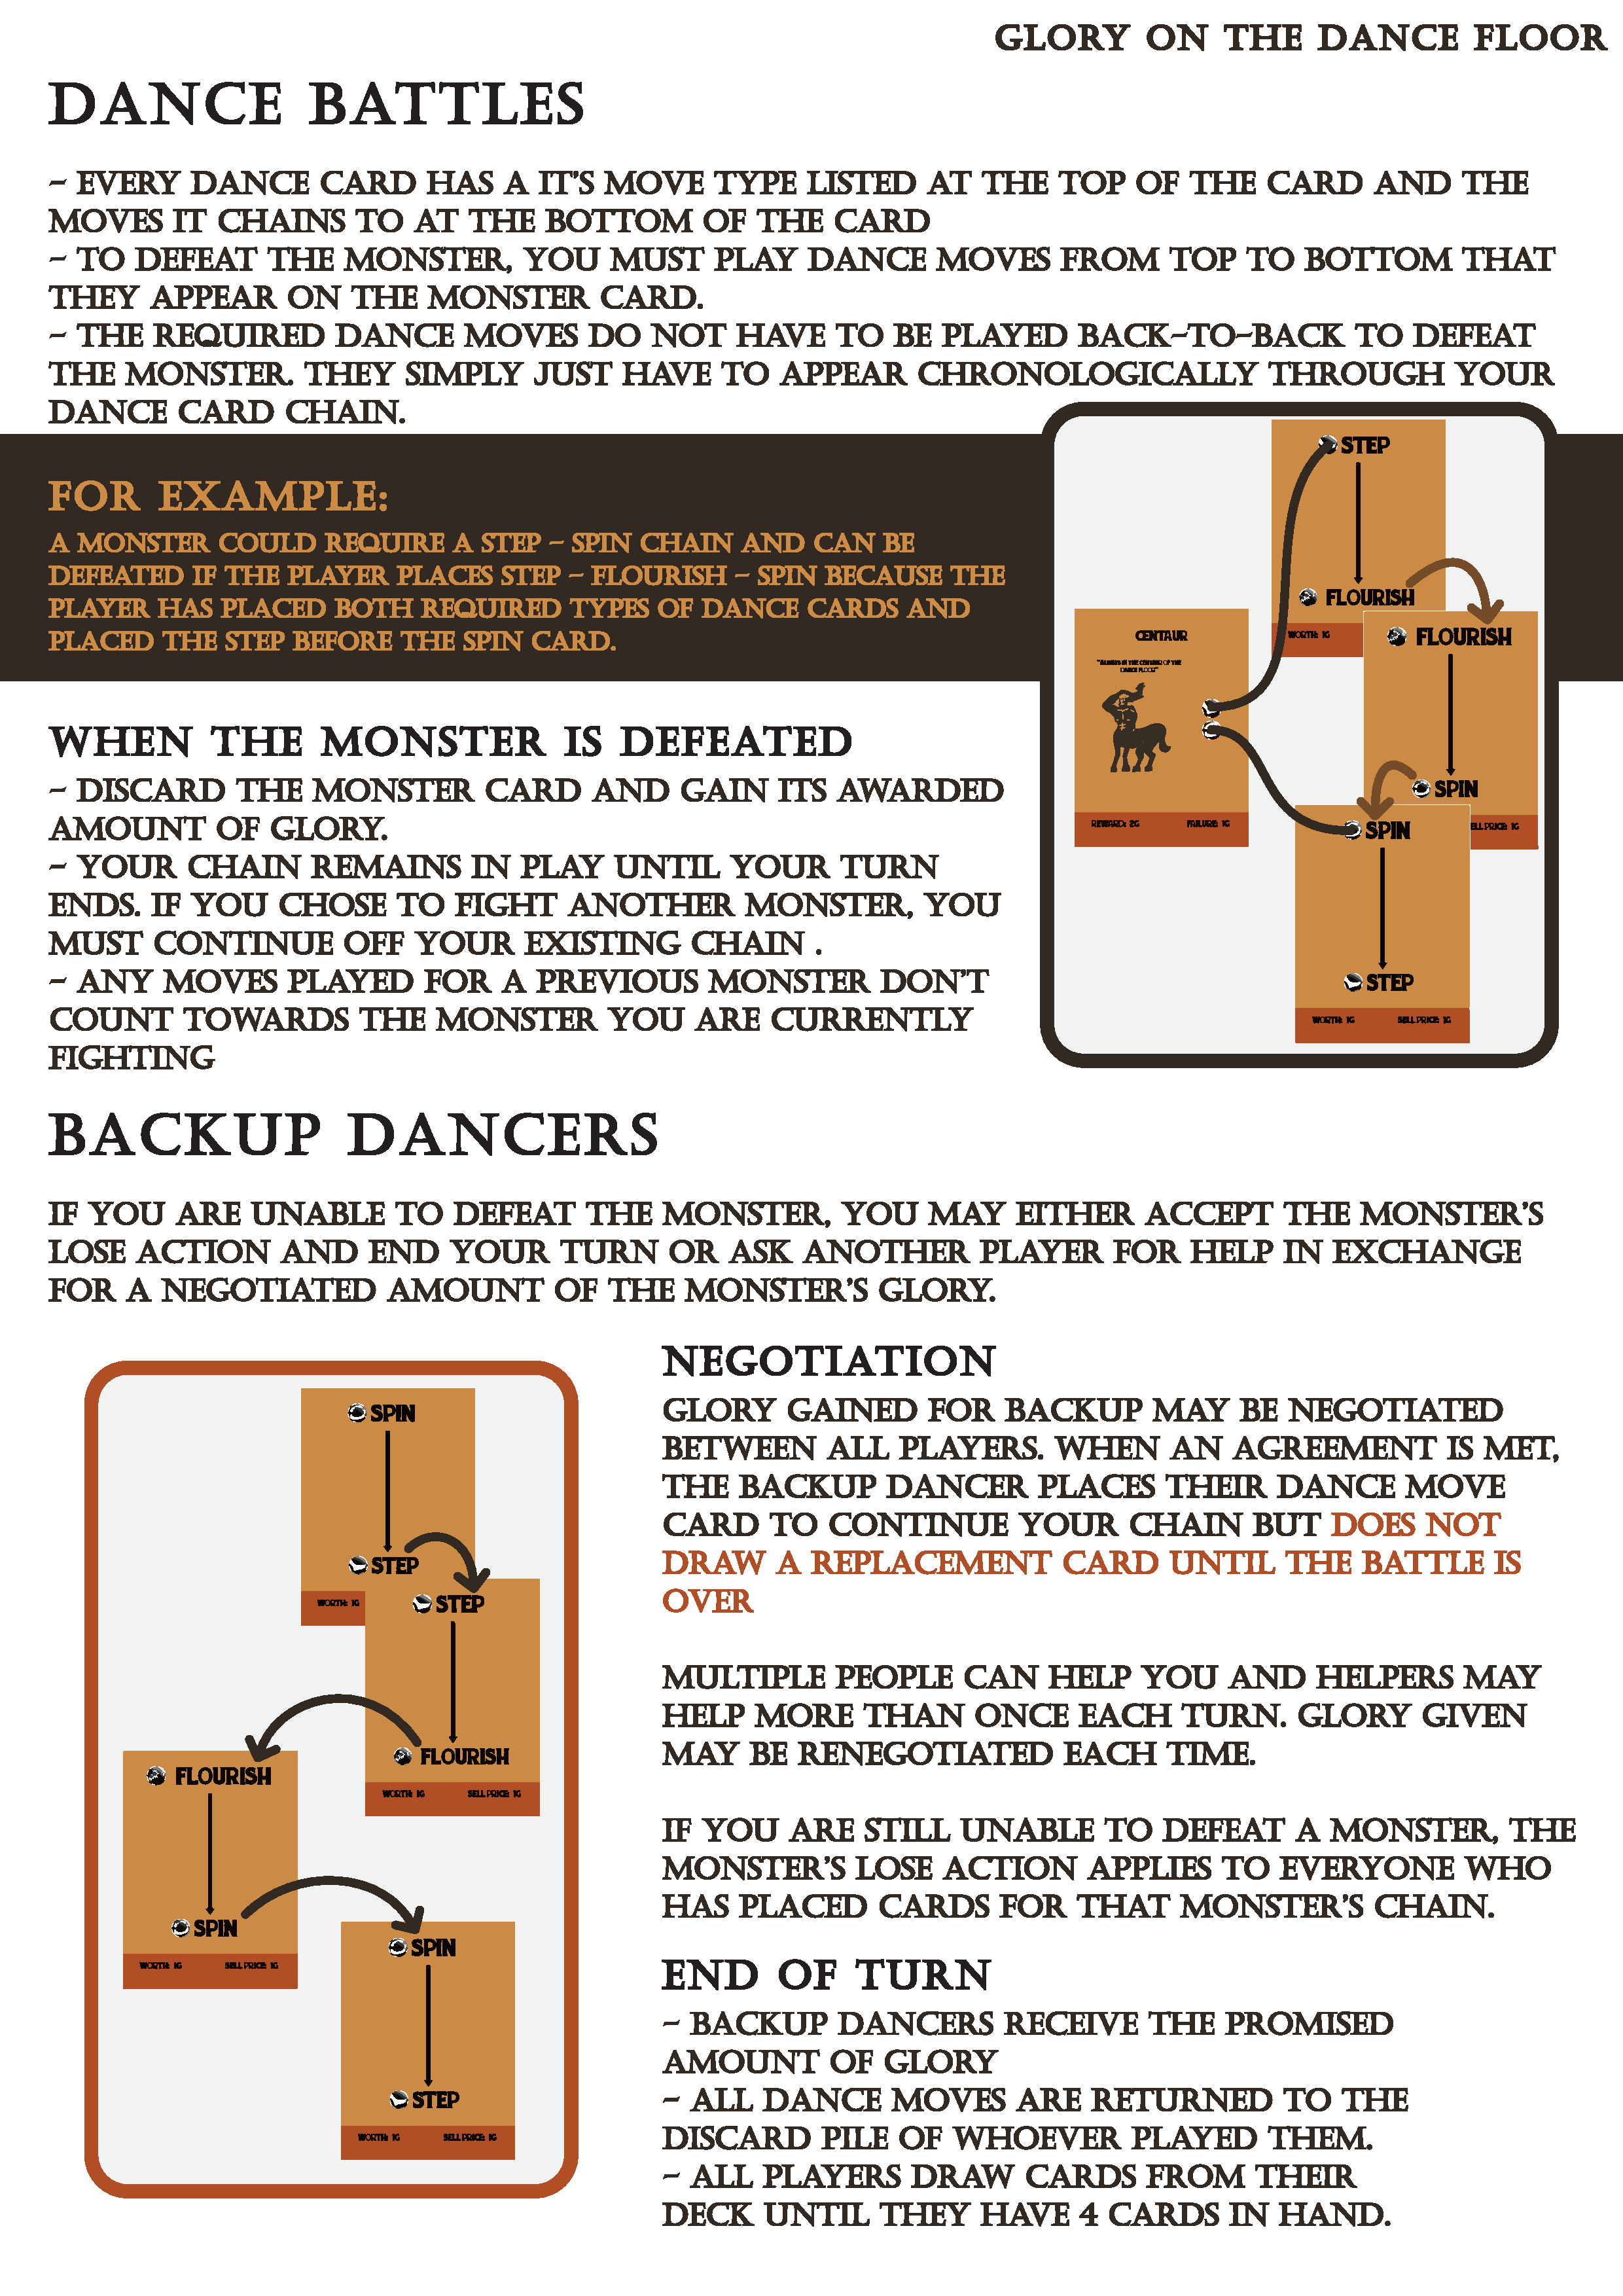 GLORY ON THE DANCE FLOOR
DANCE BATTLES
- EVERY DANCE CARD HAS A IT'S MOVE TYPE LISTED AT THE TOP OF THE CARD AND THE
MOVES IT CHAINS TO AT THE BOTTOM OF THE CARD
- TO DEFEAT THE MONSTER, YOU MUST PLAY DANCE MOVES FROM TOP TO BOTTOM THAT
THEY APPEAR ON THE MONSTER CARD.
- THE REQUIRED DANCE MOVES DO NOT HAVE TO BE PLAYED BACK-TO-BACK TO DEFEAT
THE MONSTER. THEY SIMPLY JUST HAVE TO APPEAR CHRONOLOGICALLY THROUGH YOUR
DANCE CARD CHAIN.
FOR EXAMPLE:
A MONSTER COULD REQUIRE A STEP - SPIN CHAIN AND CAN BE
DEFEATED IF THE PLAYER PLACES STEP - FLOURISH - SPIN BECAUSE THE
PLAYER HAS PLACED BOTH REQUIRED TYPES OF DANCE CARDS AND
PLACED THE STEP BEFORE THE SPIN CARD.
STEP
FLOURISH
WORTH: 1G
FLOURISH
SPIN
SELL PRICE: 1G
CENTAUR
"ALWAYS IN THE CENTAUR OF THE
DANCE FLOOR"
REWARD: 2G FAILURE: 1G
SPIN
STEP
WORTH: 1G SELL PRICE: 1G
WHEN THE MONSTER IS DEFEATED
- DISCARD THE MONSTER CARD AND GAIN ITS AWARDED
AMOUNT OF GLORY.
- YOUR CHAIN REMAINS IN PLAY UNTIL YOUR TURN
ENDS. IF YOU CHOSE TO FIGHT ANOTHER MONSTER, YOU
MUST CONTINUE OFF YOUR EXISTING CHAIN .
- ANY MOVES PLAYED FOR A PREVIOUS MONSTER DON'T
COUNT TOWARDS THE MONSTER YOU ARE CURRENTLY
FIGHTING
BACKUP DANCERS
IF YOU ARE UNABLE TO DEFEAT THE MONSTER, YOU MAY EITHER ACCEPT THE MONSTER'S
LOSE ACTION AND END YOUR TURN OR ASK ANOTHER PLAYER FOR HELP IN EXCHANGE
FOR A NEGOTIATED AMOUNT OF THE MONSTER'S GLORY.
SPIN
STEP
WORTH: 1G
STEP
FLOURISH
WORTH: 1G SELL PRICE: 1G
FLOURISH
SPIN
WORTH: 1G SELL PRICE: 1G
SPIN
STEP
WORTH: 1G SELL PRICE: 1G
NEGOTIATION
GLORY GAINED FOR BACKUP MAY BE NEGOTIATED
BETWEEN ALL PLAYERS. WHEN AN AGREEMENT IS MET,
THE BACKUP DANCER PLACES THEIR DANCE MOVE
CARD TO CONTINUE YOUR CHAIN BUT DOES NOT
DRAW A REPLACEMENT CARD UNTIL THE BATTLE IS
OVER
MULTIPLE PEOPLE CAN HELP YOU AND HELPERS MAY
HELP MORE THAN ONCE EACH TURN. GLORY GIVEN
MAY BE RENEGOTIATED EACH TIME.
IF YOU ARE STILL UNABLE TO DEFEAT A MONSTER, THE
MONSTER'S LOSE ACTION APPLIES TO EVERYONE WHO
HAS PLACED CARDS FOR THAT MONSTER'S CHAIN.
END OF TURN
- BACKUP DANCERS RECEIVE THE PROMISED
AMOUNT OF GLORY
- ALL DANCE MOVES ARE RETURNED TO THE
DISCARD PILE OF WHOEVER PLAYED THEM.
- ALL PLAYERS DRAW CARDS FROM THEIR
DECK UNTIL THEY HAVE 4 CARDS IN HAND.